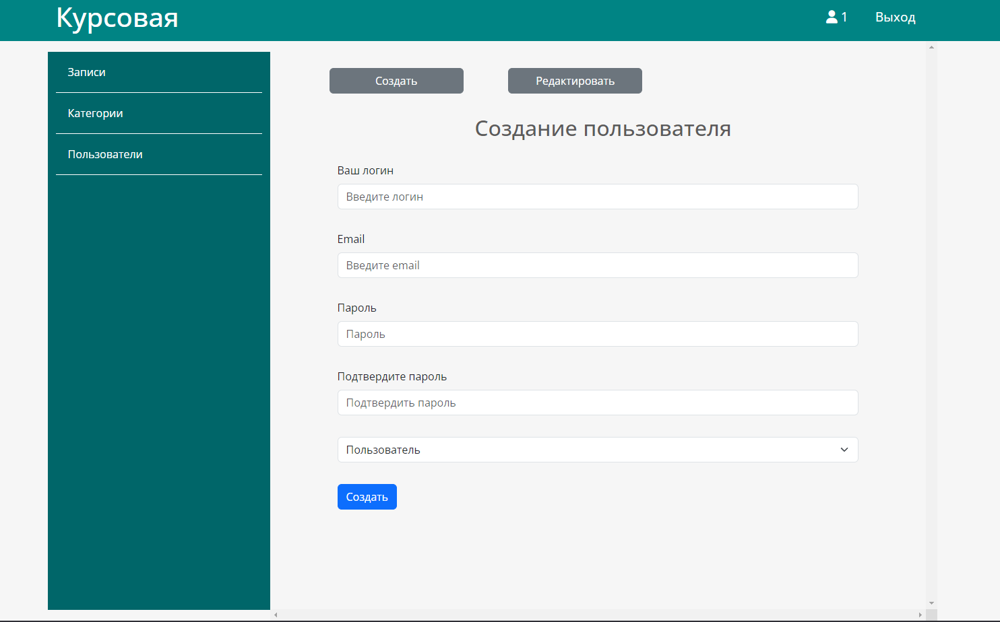 Курсовая
1
Выход
Записи
Категории
Пользователи
Создать
Редактировать
Создание пользователя
Ваш логин
Введите логин
Email
Введите email
Пароль
Пароль
Подтвердите пароль
Подтвердить пароль
Пользователь
Создать